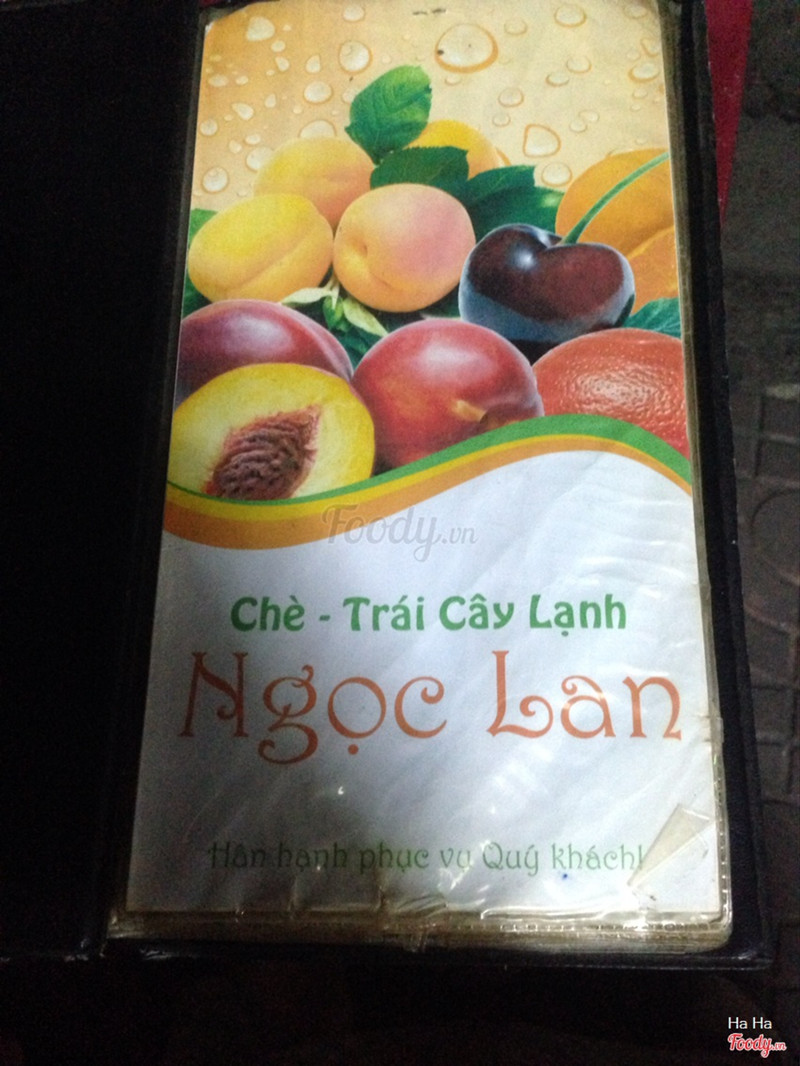 Foody.vn
Chè - Trái Cây Lạnh
Ngọc Lan
Hân hạnh phục vụ Quý khách!
Ha Ha
Foody.vn